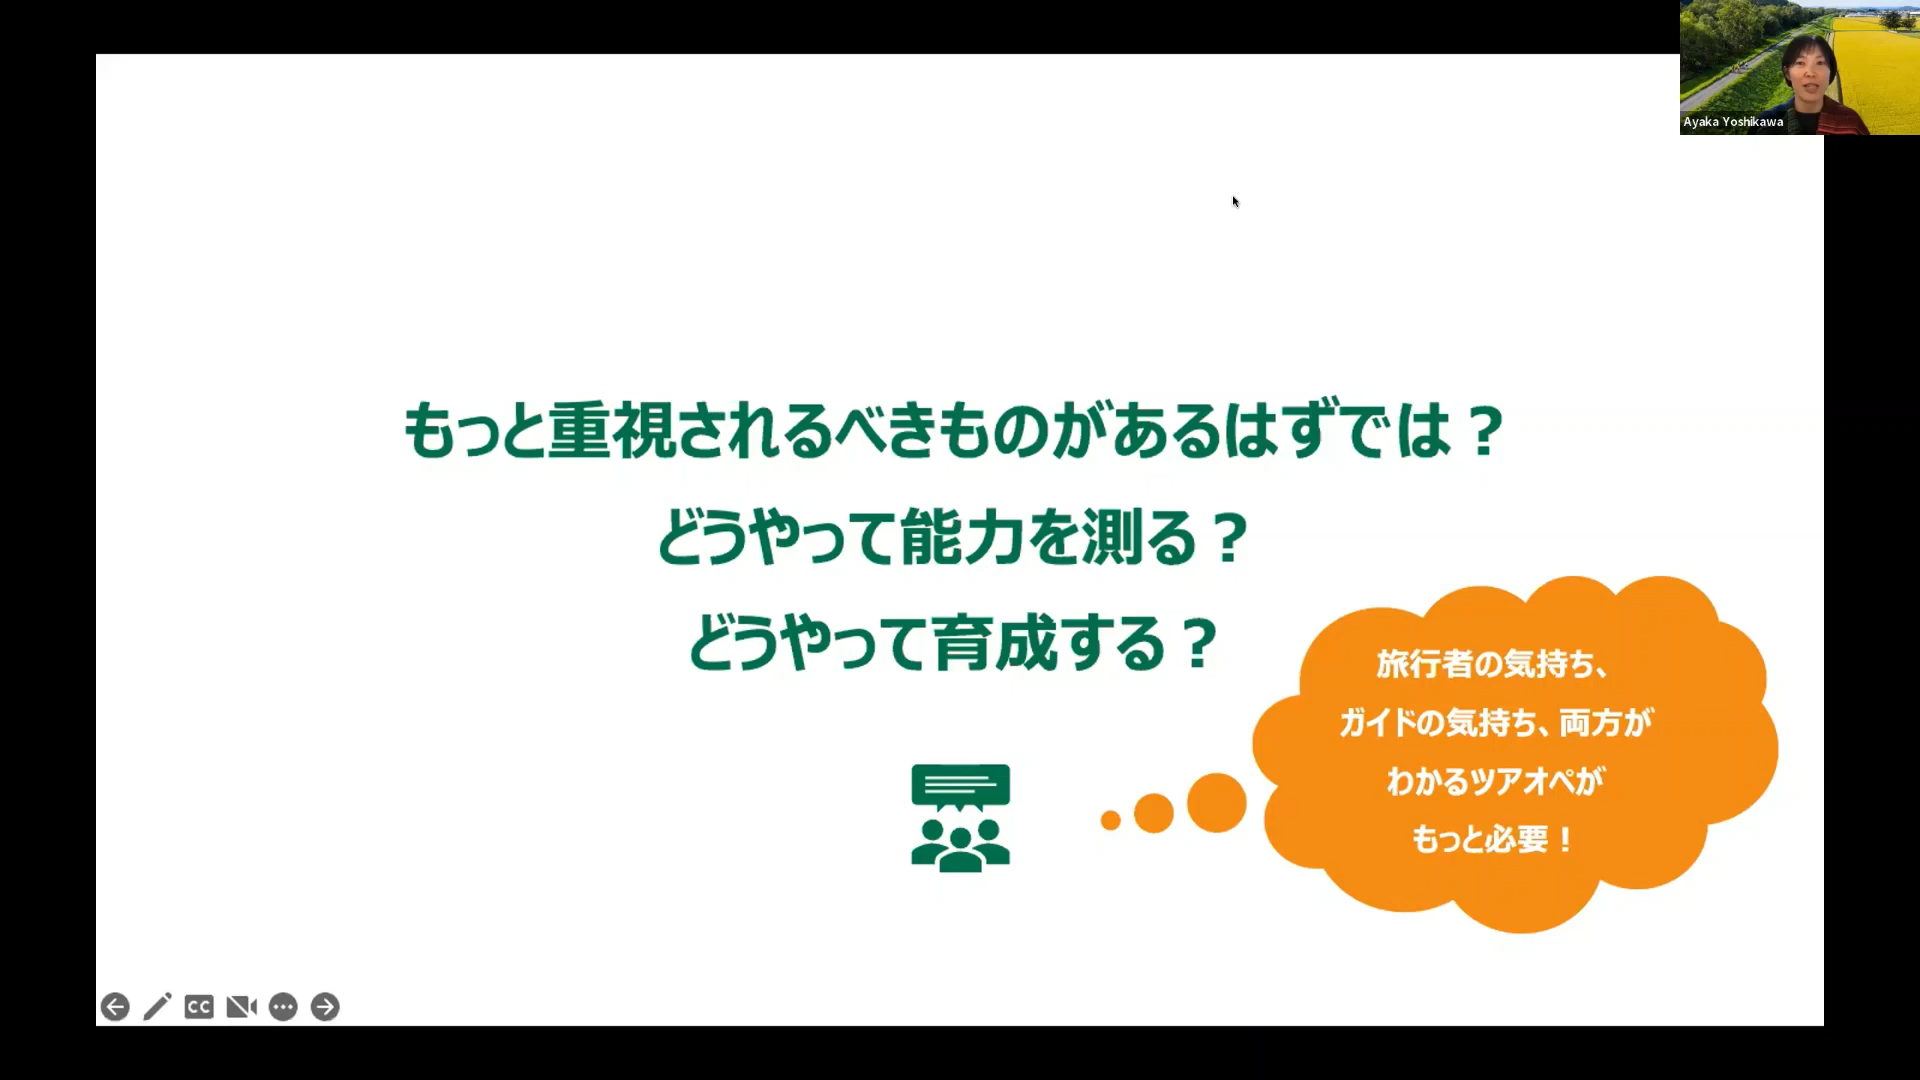 Ayaka Yoshikawa
もっと重視されるべきものがあるはずでは？
どうやって能力を測る？
どうやって育成する？
旅行者の気持ち、
ガイドの気持ち、両方が
わかるツアオペが
もっと必要！
CC